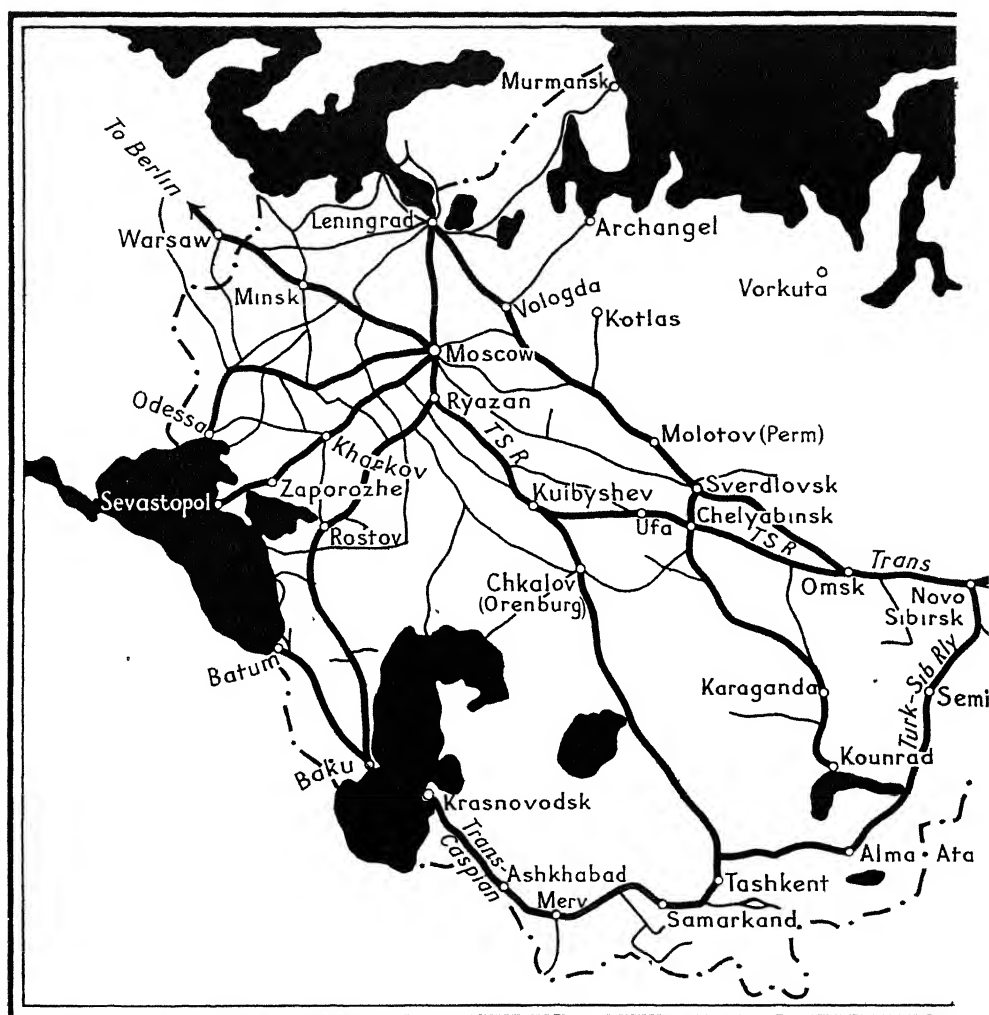 Murmansk
To Berlin
Leningrad
Archangel
Warsaw
Vorkuta
Minsk
Vologda
Kotlas
Moscow
Odessa
Ryazan
T S R
Molotov (Perm)
Kharkov
Zaporozhe
Sverdlovsk
Sevastopol
Kuibyshev
Ufa
Chelyabinsk
T S R
Rostov
Trans
Chkalov
(Orenburg)
Omsk
Novo
Sibirsk
Batum
Karaganda
Turk-Sib Rly
Semi
Baku
Kounrad
Krasnovodsk
Trans-
Caspian
Alma Ata
Ashkhabad
Merv
Tashkent
Samarkand